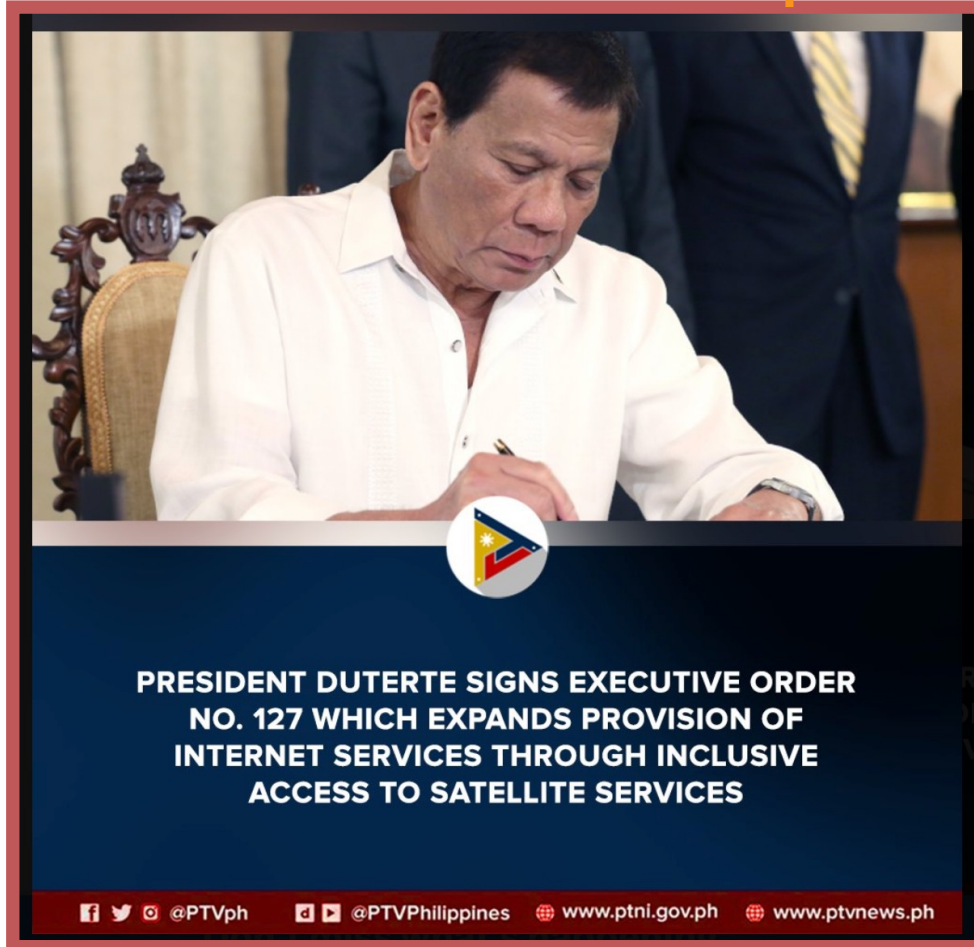 PRESIDENT DUTERTE SIGNS EXECUTIVE ORDER
NO. 127 WHICH EXPANDS PROVISION OF
INTERNET SERVICES THROUGH INCLUSIVE
ACCESS TO SATELLITE SERVICES
@PTVph @PTVPhilippines www.ptni.gov.ph www.ptvnews.ph